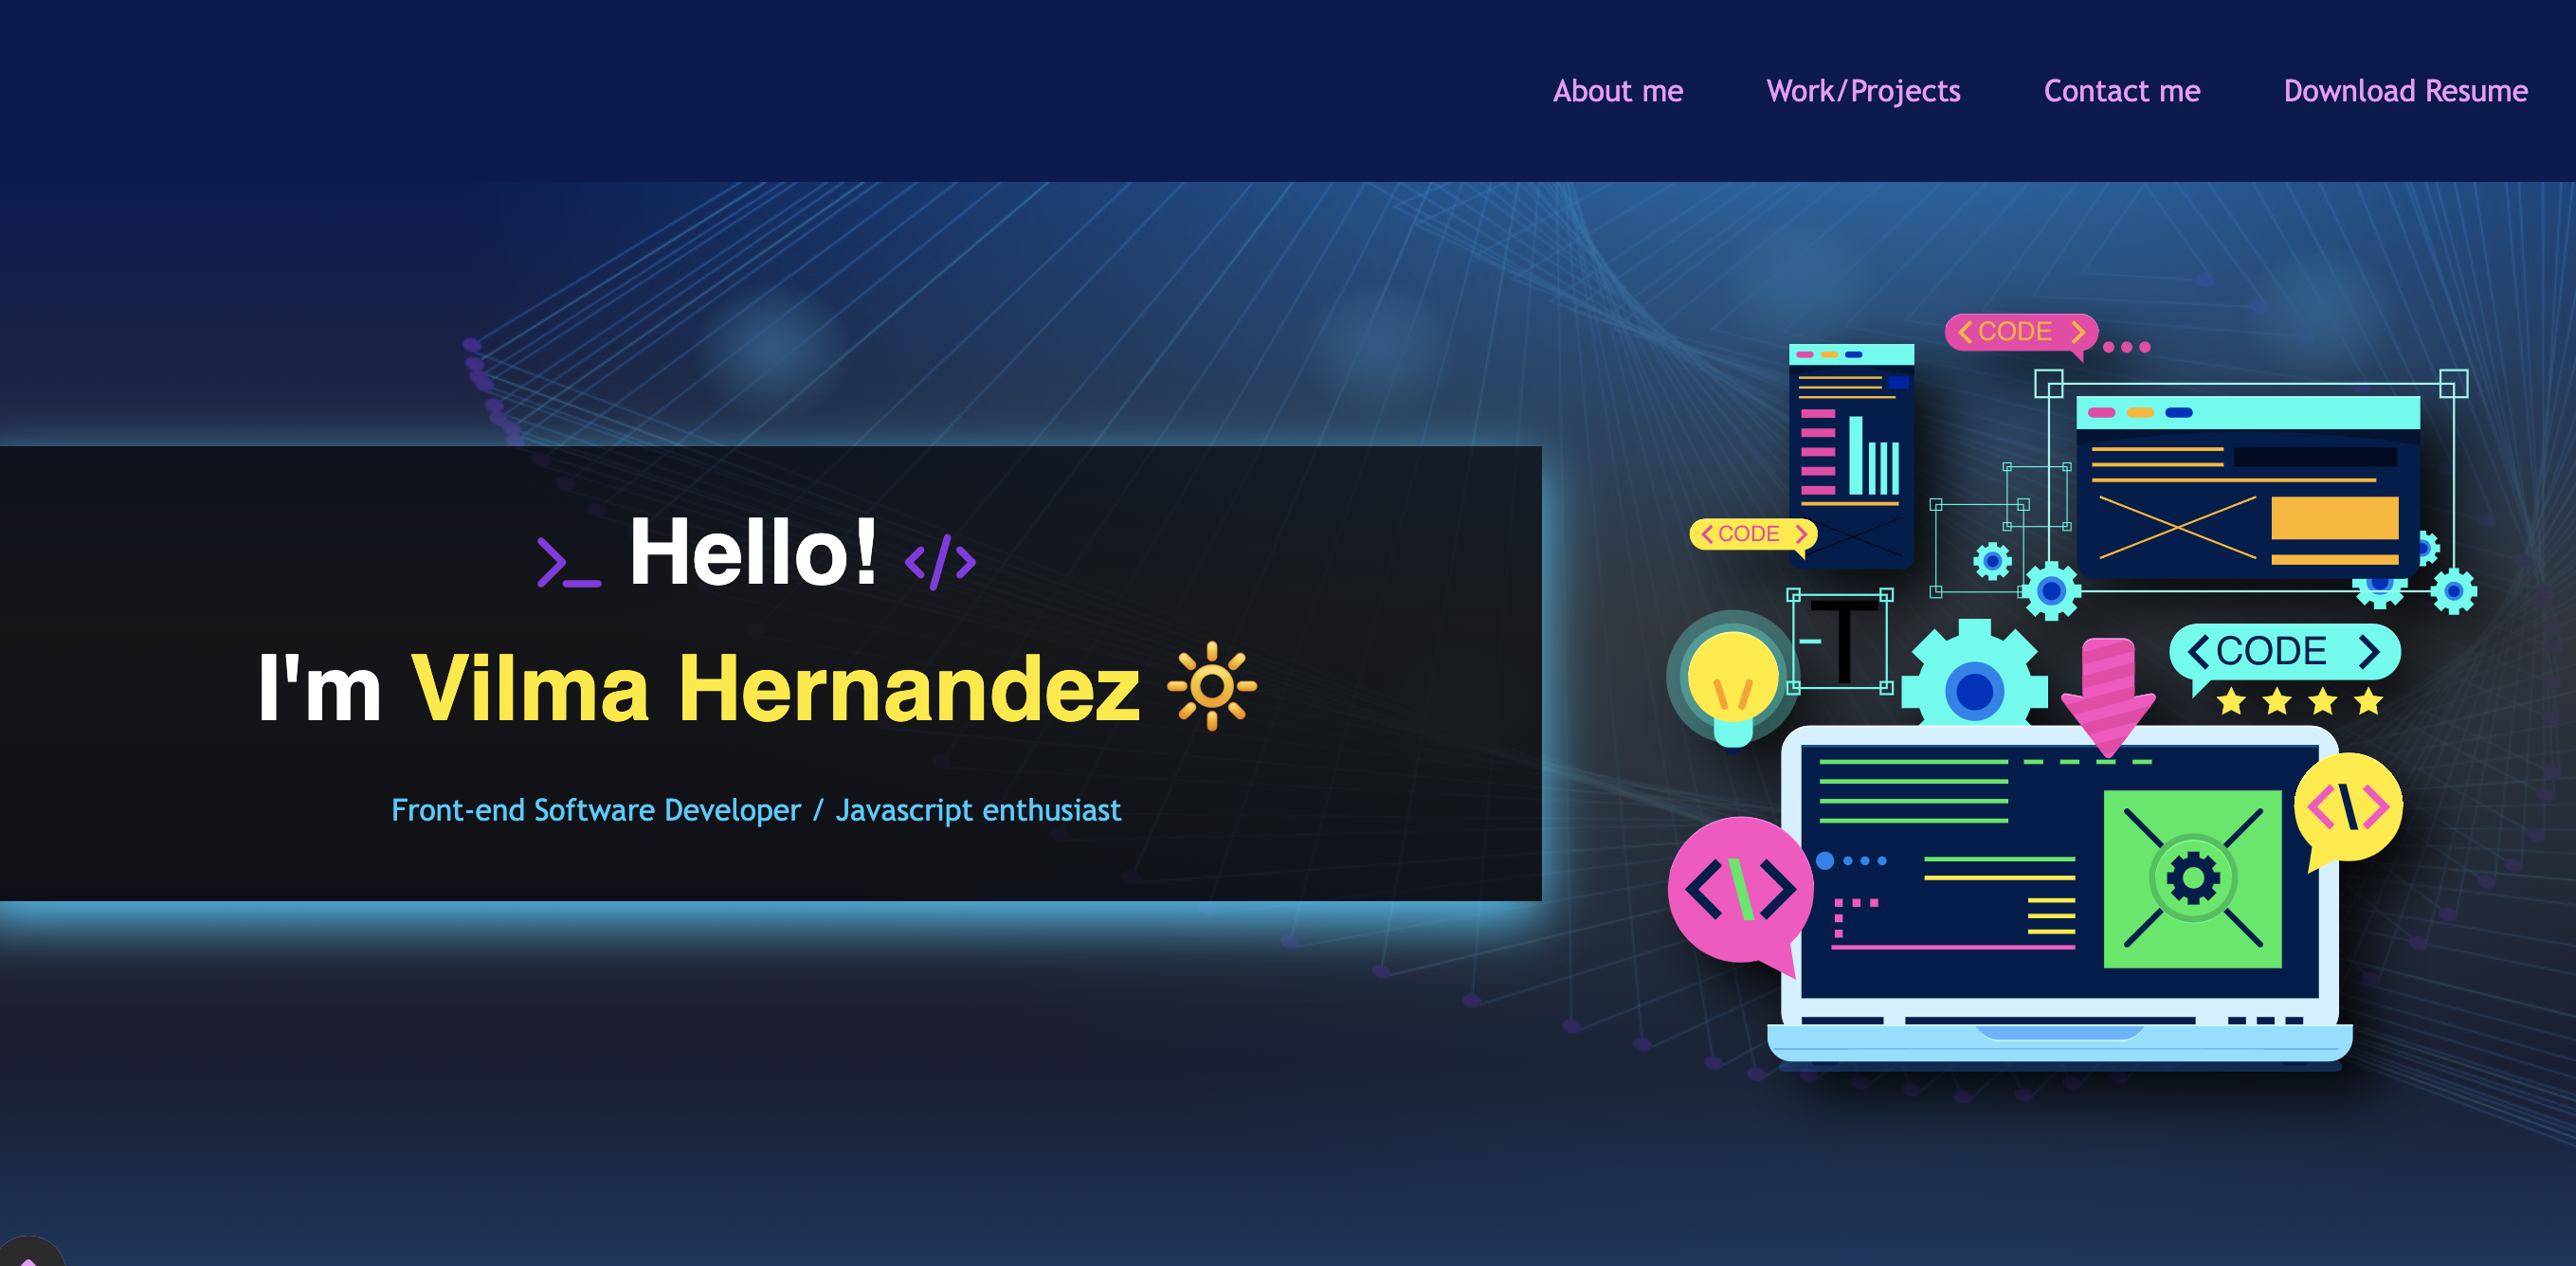 About me Work/Projects Contact me Download Resume
<CODE >
<CODE >
>_ Hello! </>
T
I'm Vilma Hernandez
<CODE >
Front-end Software Developer / Javascript enthusiast
<\>
<\>